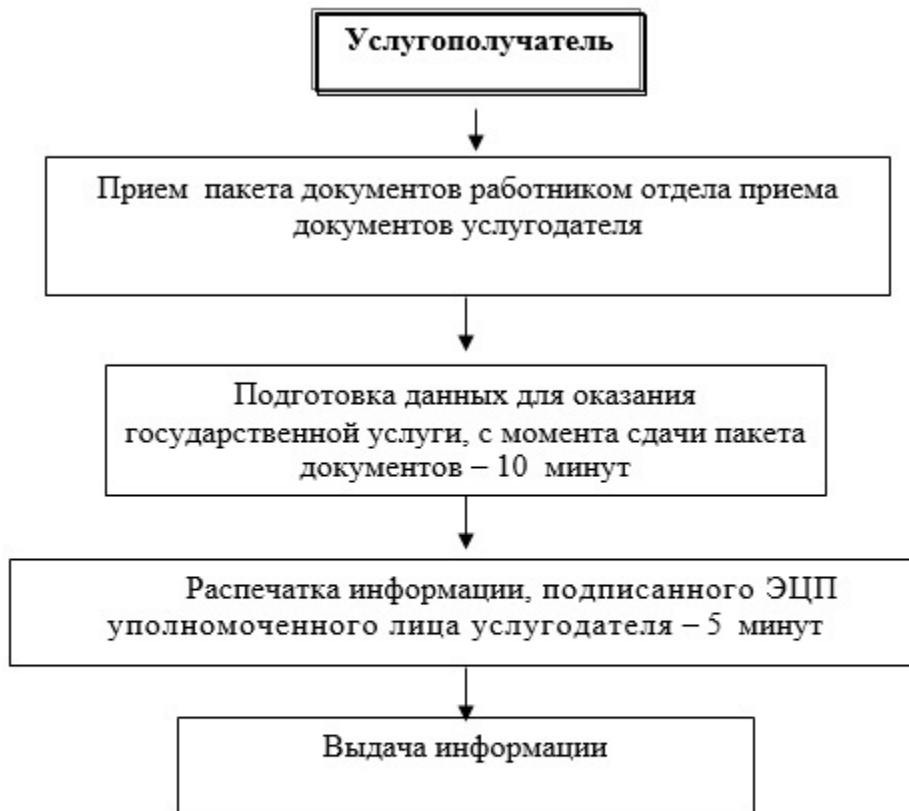 Услугополучатель
Прием пакета документов работником отдела приема
документов услугодателя
Подготовка данных для оказания
государственной услуги, с момента сдачи пакета
документов – 10 минут
Распечатка информации, подписанного ЭЦП
уполномоченного лица услугодателя – 5 минут
Выдача информации